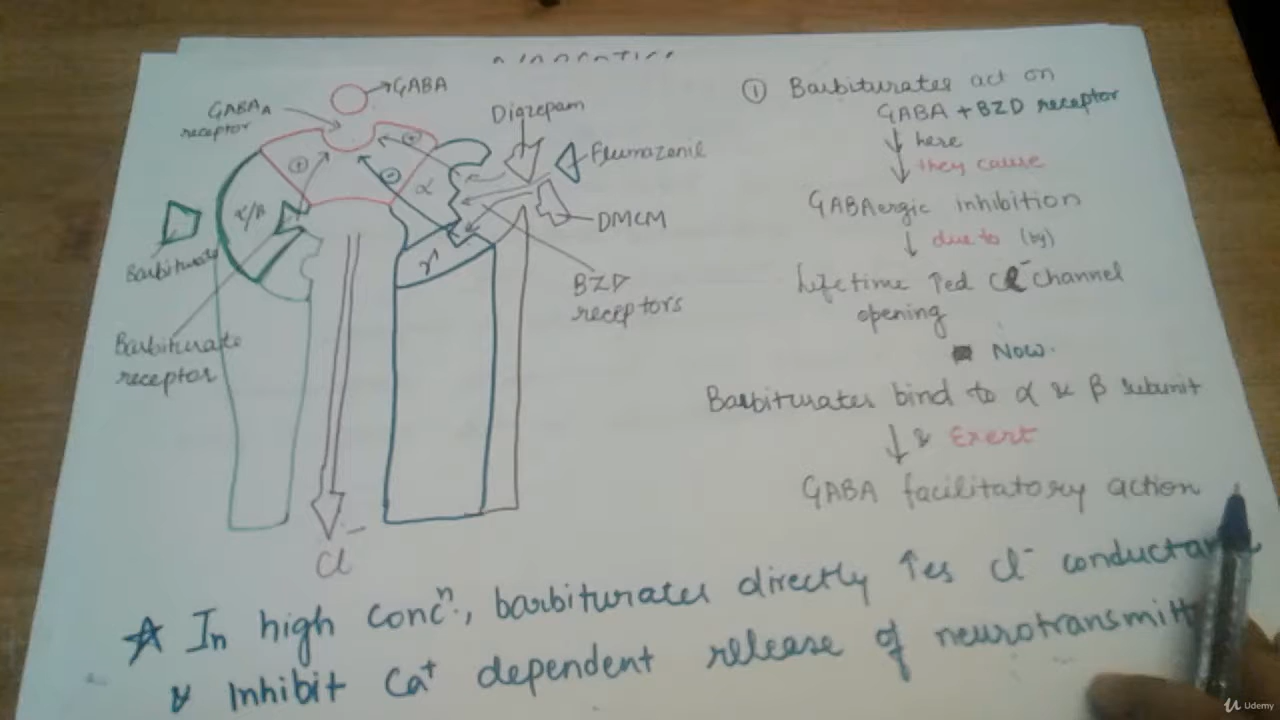 GABA
GABAA
receptor
Diazepam
Flumazenil
DMCM
α
α/β
γ
Barbiturate
Barbiturate
receptor
BZD
receptors
Cl-
① Barbiturates act on
GABA + BZD receptor
here
they cause
GABAergic inhibition
due to (by)
Lifetime ↑ed Cl- channel
opening
Now.
Barbiturates bind to α & β subunit
& Exert
GABA facilitatory action
☆ In high concn., barbiturates directly ↑es Cl- conductan
& inhibit Ca+ dependent release of neurotransmitt
Udemy